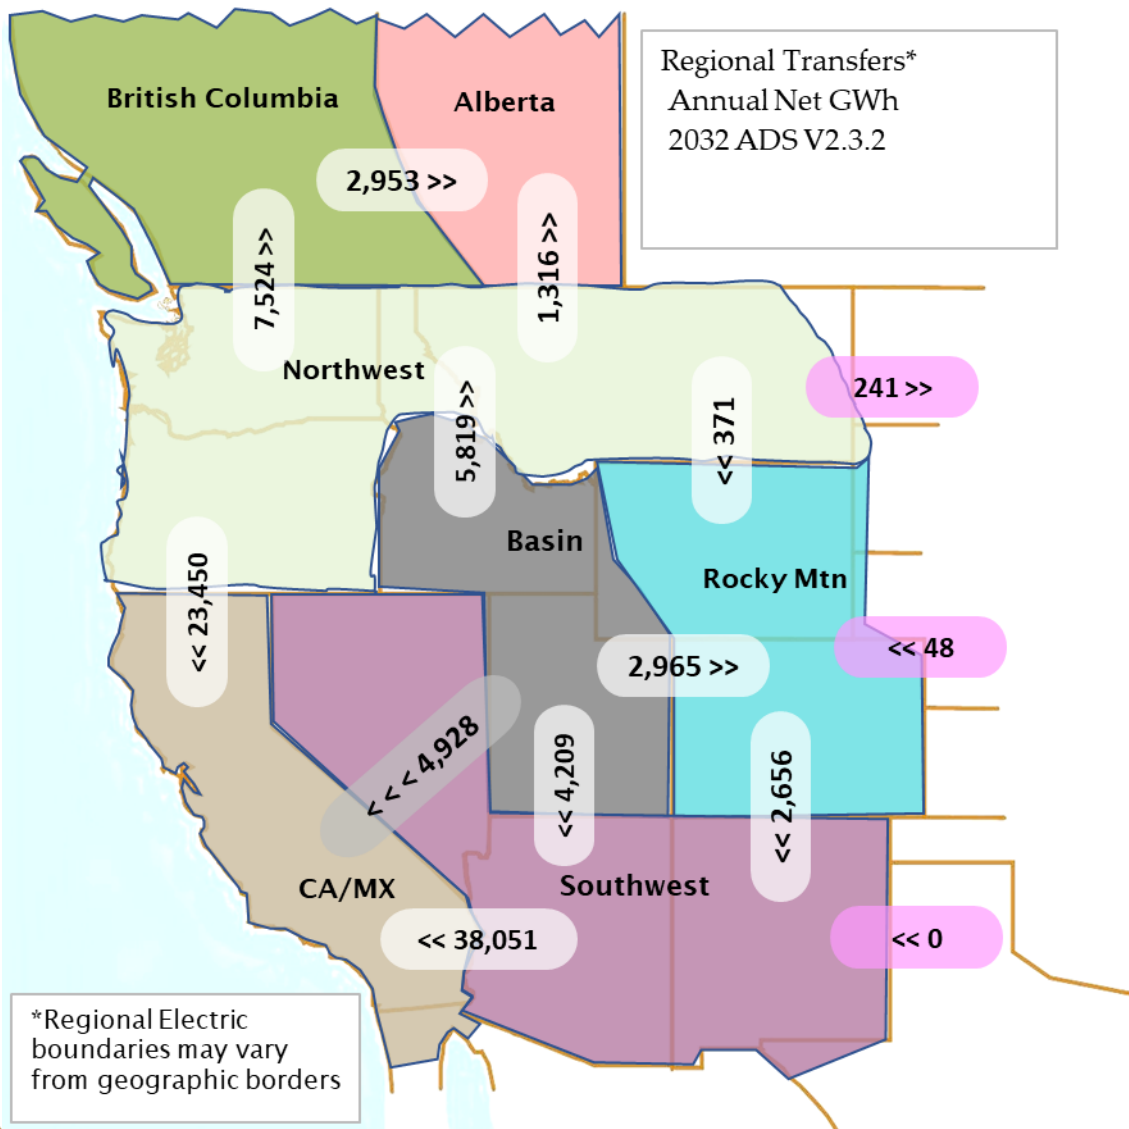 Regional Transfers*
Annual Net GWh
2032 ADS V2.3.2
British Columbia
Alberta
2,953 >>
7,524 >>
1,316 >>
Northwest
5,819 >>
<< 371
241 >>
Basin
Rocky Mtn
<< 23,450
2,965 >>
<< 48
< < < 4,928
<< 4,209
<< 2,656
CA/MX
Southwest
<< 38,051
<< 0
*Regional Electric
boundaries may vary
from geographic borders